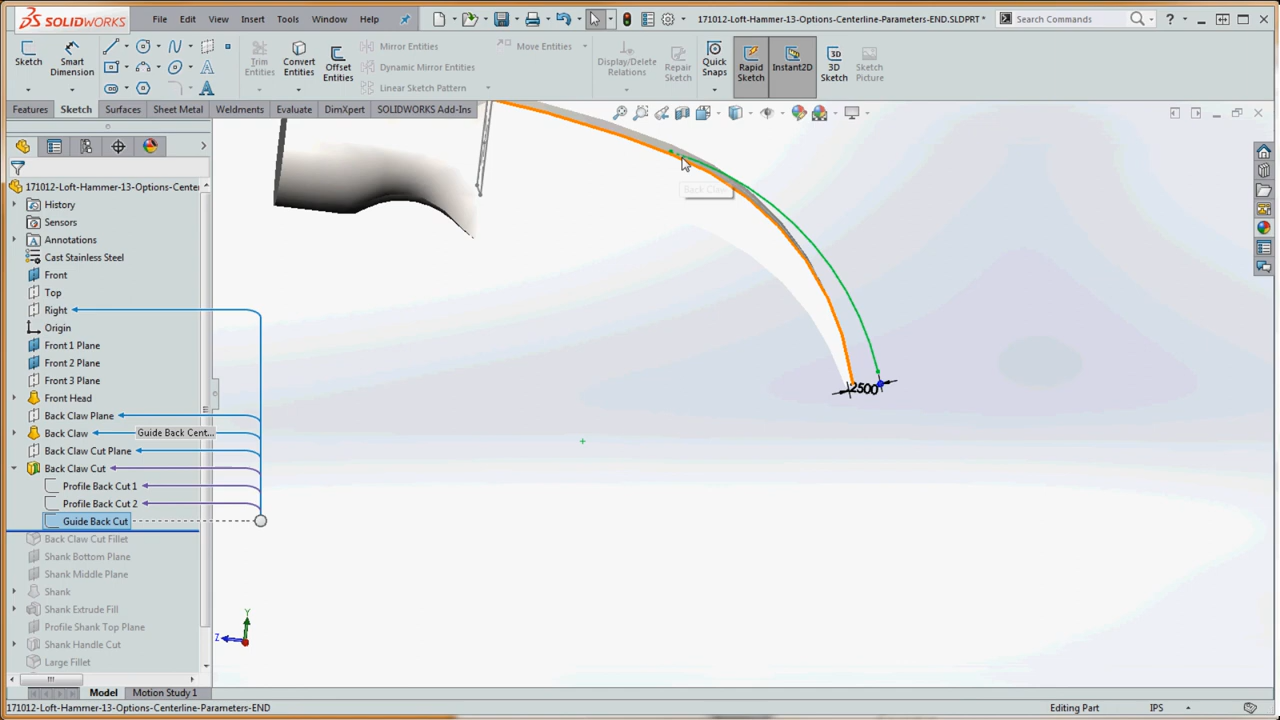 SOLIDWORKS
File Edit View Insert Tools Window Help
171012-Loft-Hammer-13-Options-Centerline-Parameters-END.SLDPRT *
Search Commands
Sketch
Smart Dimension
Trim Entities
Convert Entities
Offset Entities
Mirror Entities
Dynamic Mirror Entities
Linear Sketch Pattern
Move Entities
Display/Delete Relations
Repair Sketch
Quick Snaps
Rapid Sketch
Instant2D
3D Sketch
Sketch Picture
Features Sketch Surfaces Sheet Metal Weldments Evaluate DimXpert SOLIDWORKS Add-Ins
171012-Loft-Hammer-13-Options-Center
History
Sensors
Annotations
Cast Stainless Steel
Front
Top
Right
Origin
Front 1 Plane
Front 2 Plane
Front 3 Plane
Front Head
Back Claw Plane
Back Claw
Guide Back Cent...
Back Claw Cut Plane
Back Claw Cut
Profile Back Cut 1
Profile Back Cut 2
Guide Back Cut
Back Claw Cut Fillet
Shank Bottom Plane
Shank Middle Plane
Shank
Shank Extrude Fill
Profile Shank Top Plane
Shank Handle Cut
Large Fillet
Back Claw
2500
Y
Z
Model Motion Study 1
171012-Loft-Hammer-13-Options-Centerline-Parameters-END
Editing Part
IPS